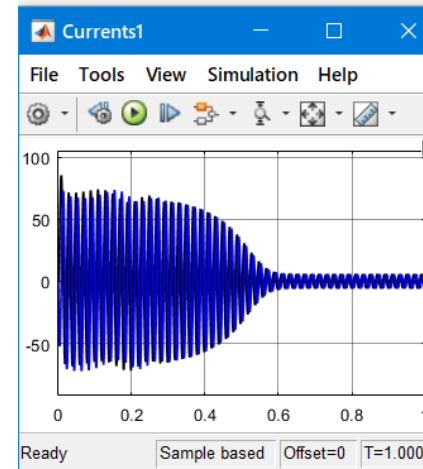 Currents1
File Tools View Simulation Help
100
50
0
-50
0 0.2 0.4 0.6 0.8
Ready Sample based Offset=0 T=1.000